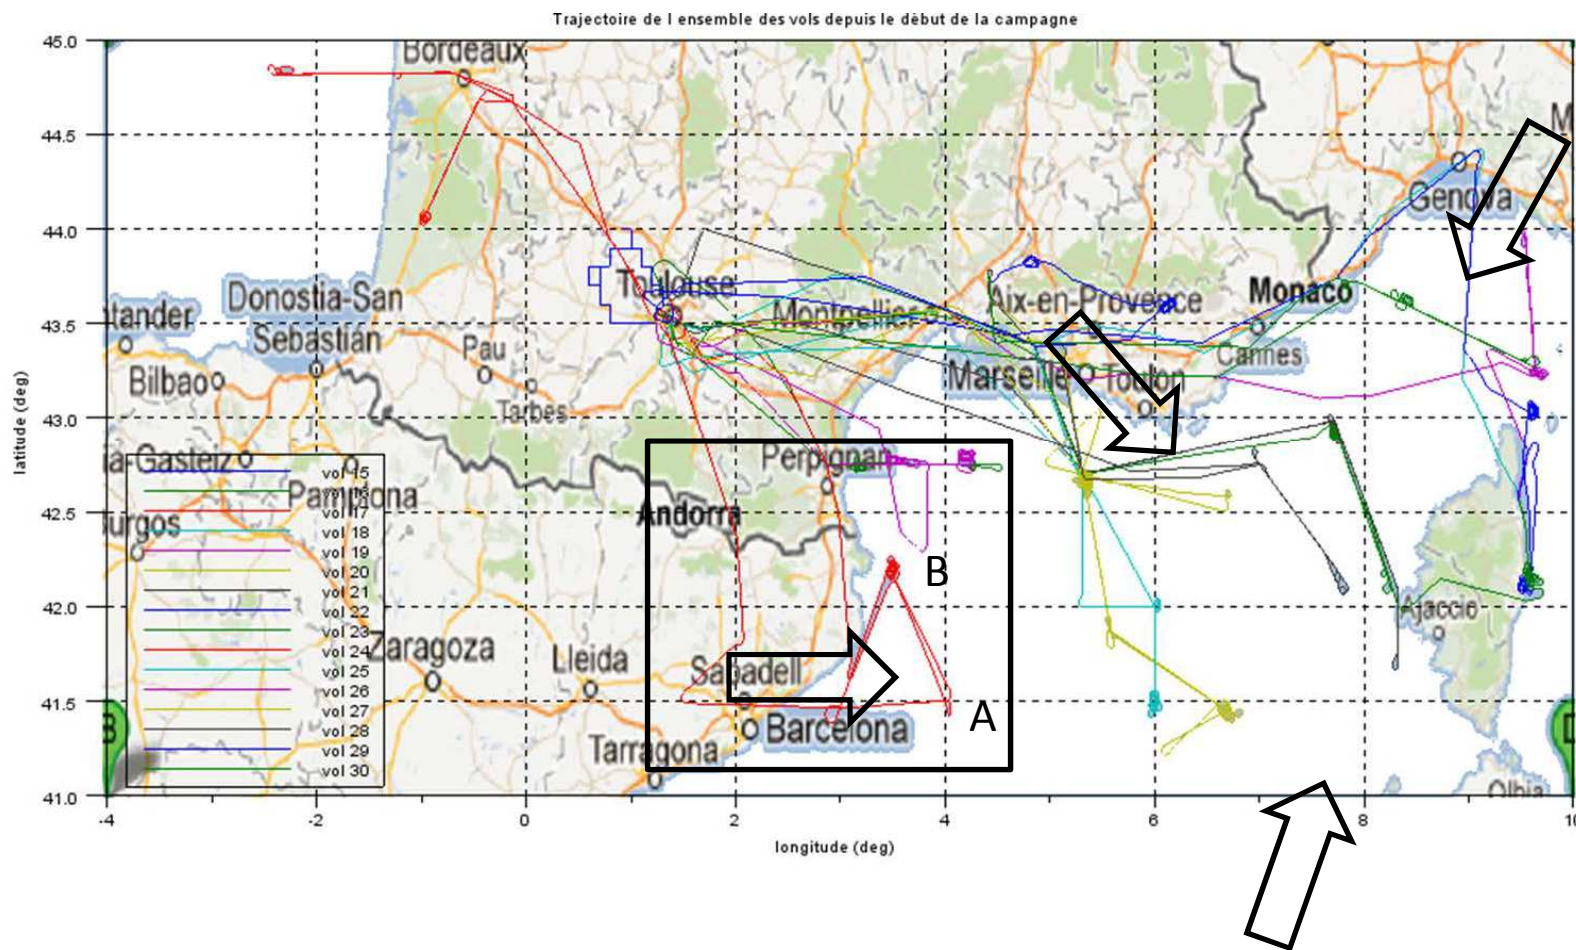 Trajectoire de l ensemble des vols depuis le début de la campagne
45.0
44.5
44.0
43.5
43.0
42.5
42.0
41.5
41.0
latitude (deg)
-4
-2
0
2
4
6
8
10
longitude (deg)
Bordeaux
M
Genova
Toulouse
Donostia-San
Sebastián
ntander
Bilbao
Pau
Tarbes
Montpellier
Aix-en-Provence
Monaco
Cannes
Marseille
Toulon
ia-Gasteiz
Pamplona
urgos
Perpignan
Andorra
Ajaccio
B
Zaragoza
Lleida
Sabadell
A
Barcelona
Tarragona
Olbia
B
D
vol 15
vol 17
vol 18
vol 19
vol 20
vol 21
vol 22
vol 23
vol 24
vol 25
vol 26
vol 27
vol 28
vol 29
vol 30